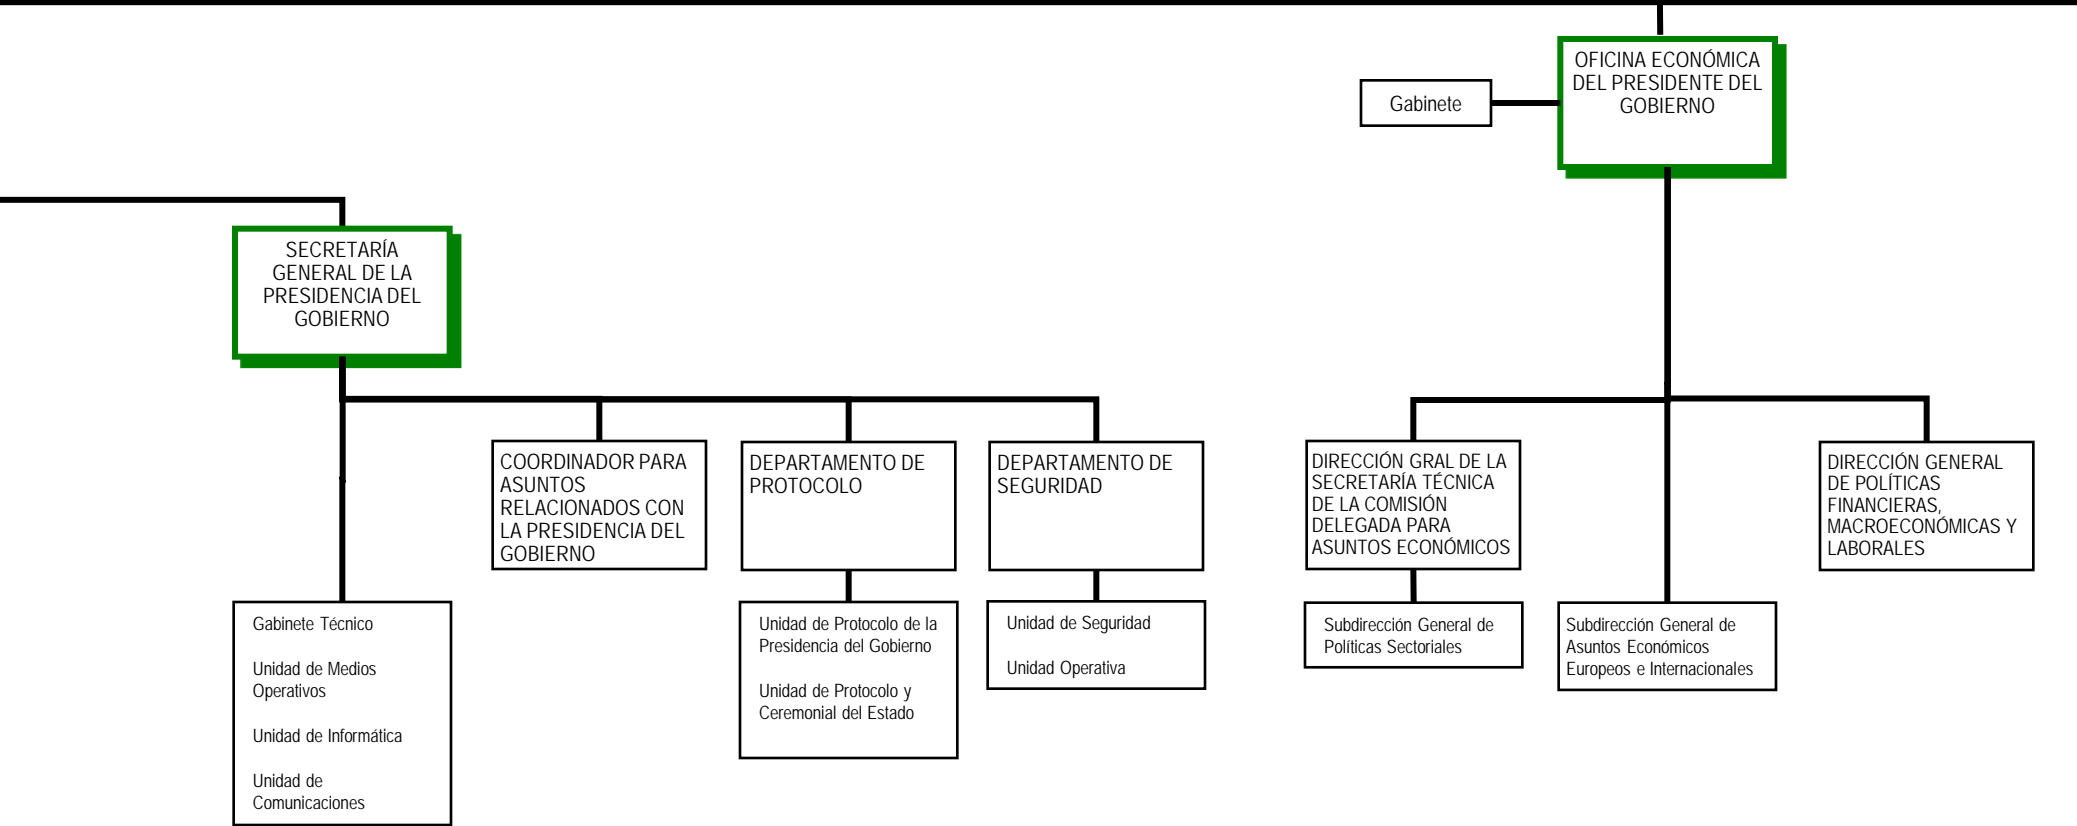 OFICINA ECONÓMICA
DEL PRESIDENTE DEL
GOBIERNO
Gabinete
SECRETARÍA
GENERAL DE LA
PRESIDENCIA DEL
GOBIERNO
COORDINADOR PARA
ASUNTOS
RELACIONADOS CON
LA PRESIDENCIA DEL
GOBIERNO
DEPARTAMENTO DE
PROTOCOLO
DEPARTAMENTO DE
SEGURIDAD
DIRECCIÓN GRAL DE LA
SECRETARÍA TÉCNICA
DE LA COMISIÓN
DELEGADA PARA
ASUNTOS ECONÓMICOS
DIRECCIÓN GENERAL
DE POLÍTICAS
FINANCIERAS,
MACROECONÓMICAS Y
LABORALES
Gabinete Técnico
Unidad de Medios
Operativos
Unidad de Informática
Unidad de
Comunicaciones
Unidad de Protocolo de la
Presidencia del Gobierno
Unidad de Protocolo y
Ceremonial del Estado
Unidad de Seguridad
Unidad Operativa
Subdirección General de
Políticas Sectoriales
Subdirección General de
Asuntos Económicos
Europeos e Internacionales